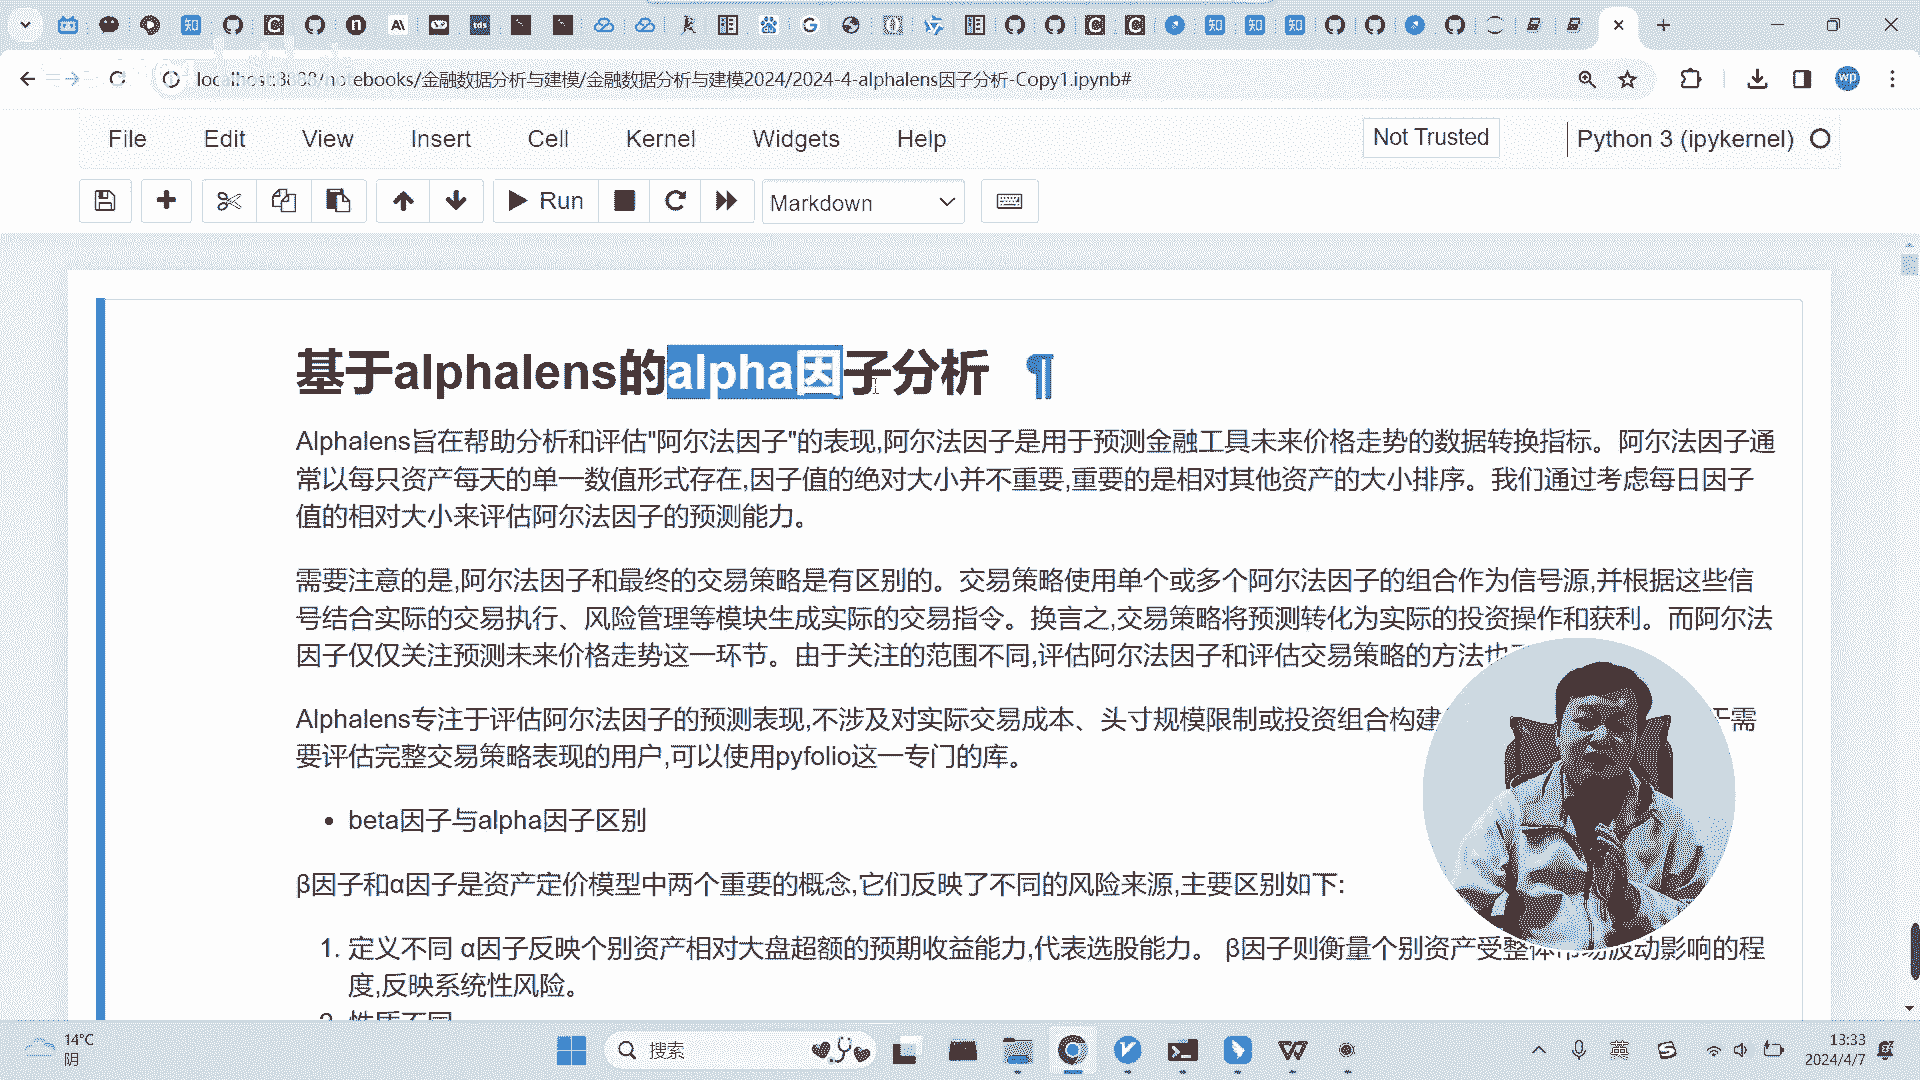 localhost:8888/notebooks/金融数据分析与建模/金融数据分析与建模2024/2024-4-alphalens因子分析-Copy1.ipynb#
File Edit View Insert Cell Kernel Widgets Help Not Trusted Python 3 (ipykernel)
Run Markdown
基于alphalens的alpha因子分析 ¶
Alphalens旨在帮助分析和评估"阿尔法因子"的表现,阿尔法因子是用于预测金融工具未来价格走势的数据转换指标。阿尔法因子通
常以每只资产每天的单一数值形式存在,因子值的绝对大小并不重要,重要的是相对其他资产的大小排序。我们通过考虑每日因子
值的相对大小来评估阿尔法因子的预测能力。
需要注意的是,阿尔法因子和最终的交易策略是有区别的。交易策略使用单个或多个阿尔法因子的组合作为信号源,并根据这些信
号结合实际的交易执行、风险管理等模块生成实际的交易指令。换言之,交易策略将预测转化为实际的投资操作和获利。而阿尔法
因子仅仅关注预测未来价格走势这一环节。由于关注的范围不同,评估阿尔法因子和评估交易策略的方法也
Alphalens专注于评估阿尔法因子的预测表现,不涉及对实际交易成本、头寸规模限制或投资组合构建 需
要评估完整交易策略表现的用户,可以使用pyfolio这一专门的库。
• beta因子与alpha因子区别
β因子和α因子是资产定价模型中两个重要的概念,它们反映了不同的风险来源,主要区别如下:
1. 定义不同 α因子反映个别资产相对大盘超额的预期收益能力,代表选股能力。 β因子则衡量个别资产受整体市场波动影响的程
度,反映系统性风险。
2. 性质不同
14°C
阴
搜索
英
13:33
2024/4/7